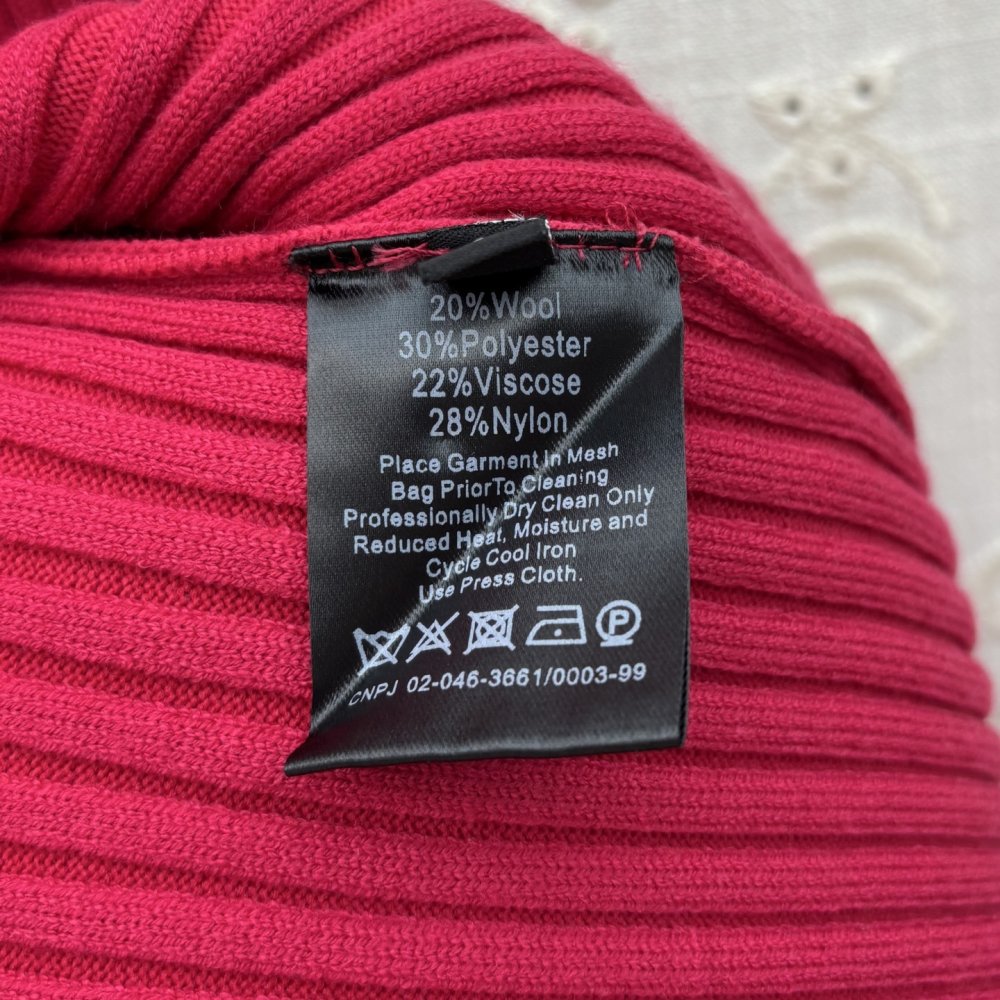 20%Wool
30%Polyester
22%Viscose
28%Nylon
Place Garment In Mesh
Bag PriorTo Cleaning
Professionally Dry Clean Only
Reduced Heat, Moisture and
Cycle Cool Iron
Use Press Cloth.
P
CNPJ 02-046-3661/0003-99